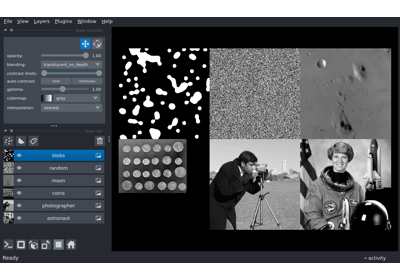 File View Layers Plugins Window Help
opacity: 1.00
blending: translucent_no_depth
contrast limits:
auto-contrast: once continuous
gamma: 1.00
colormap: gray
interpolation: nearest
blobs
random
moon
coins
photographer
astronaut
Ready
activity